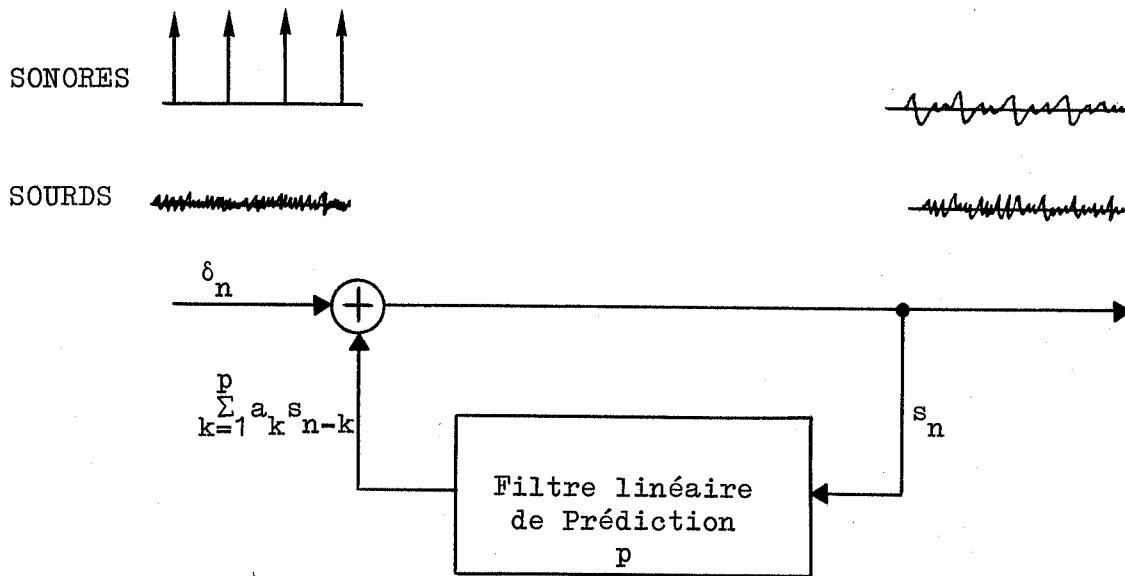 SONORES
SOURDS
δn
p
Σ ak sn-k
k=1
sn
Filtre linéaire
de Prédiction
p